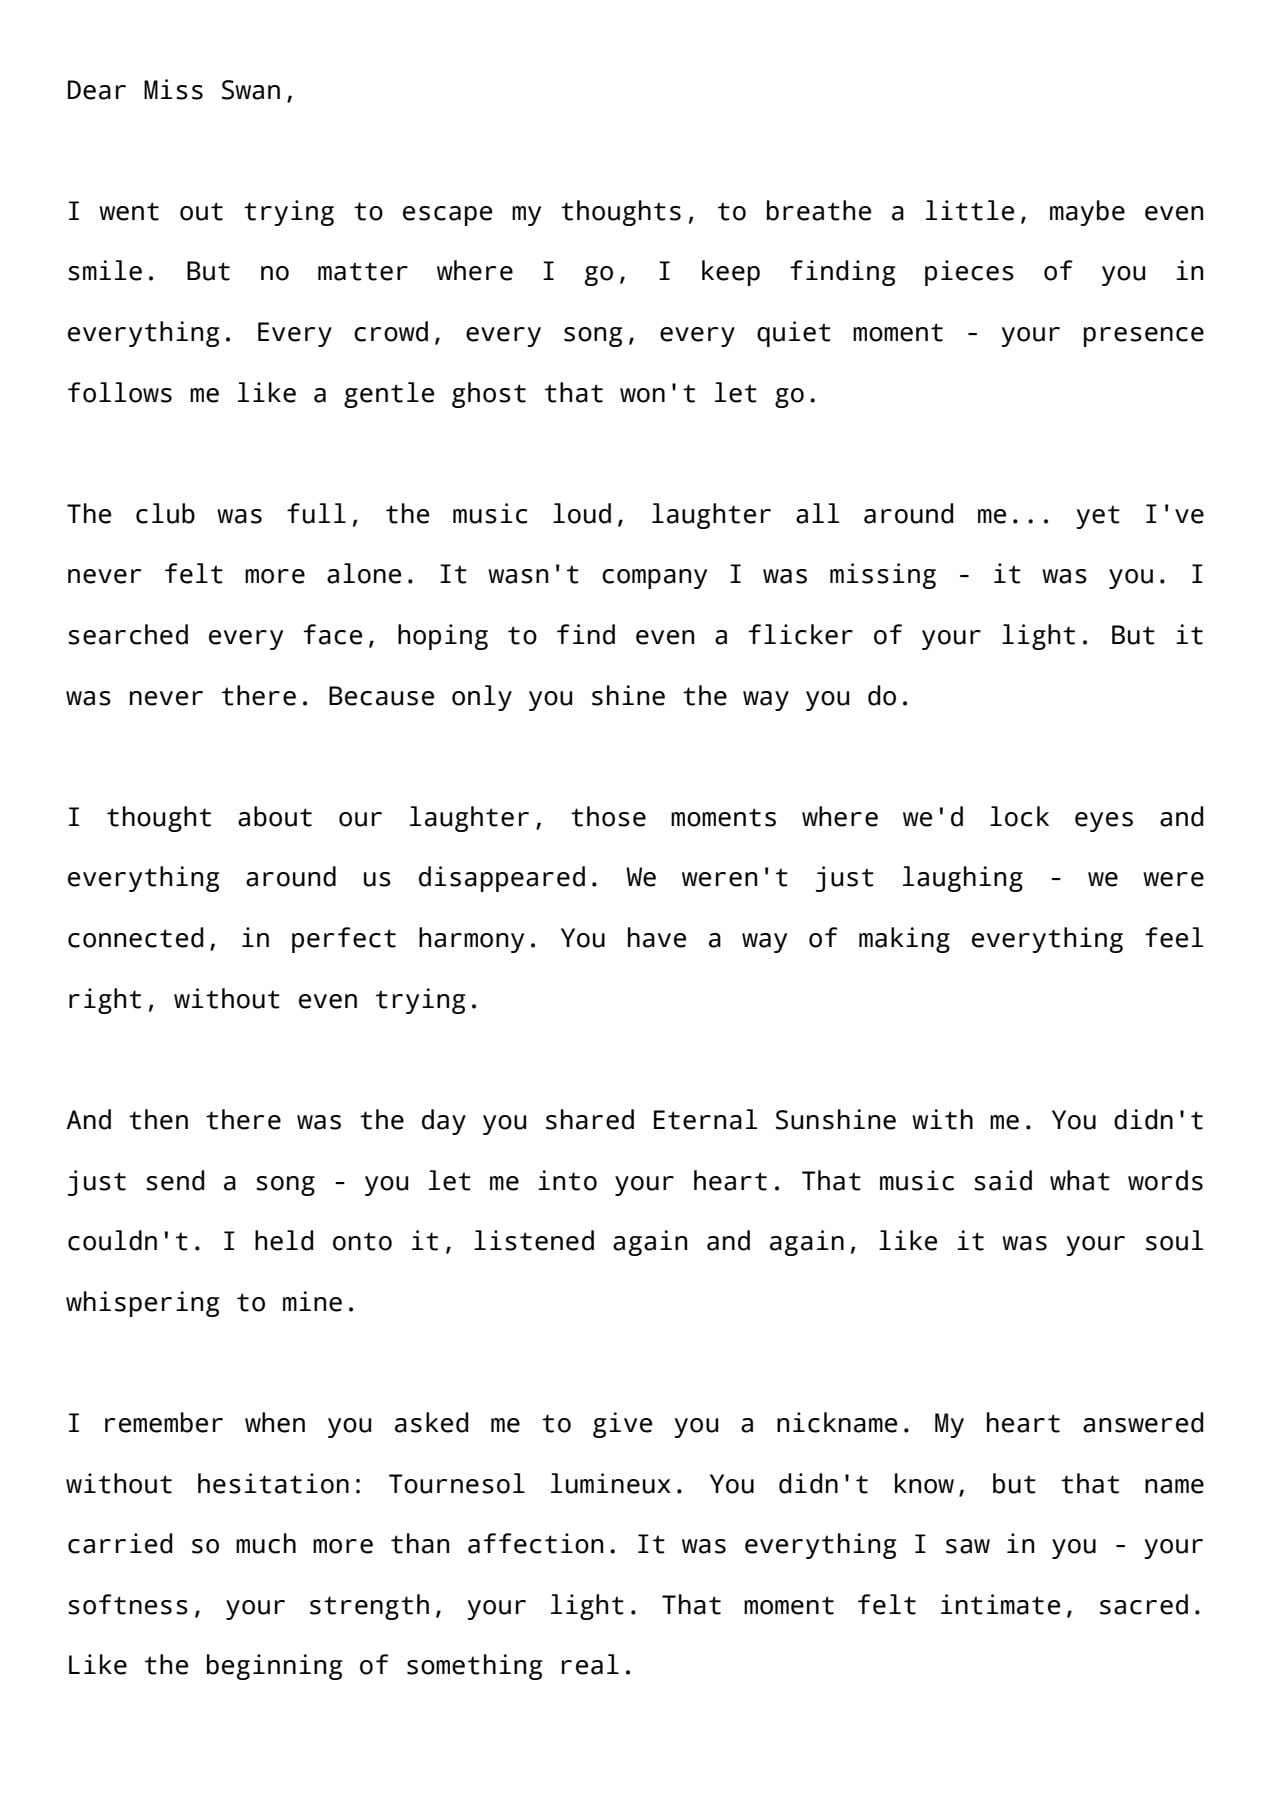 Dear Miss Swan,
I went out trying to escape my thoughts, to breathe a little, maybe even
smile. But no matter where I go, I keep finding pieces of you in
everything. Every crowd, every song, every quiet moment - your presence
follows me like a gentle ghost that won't let go.
The club was full, the music loud, laughter all around me... yet I've
never felt more alone. It wasn't company I was missing - it was you. I
searched every face, hoping to find even a flicker of your light. But it
was never there. Because only you shine the way you do.
I thought about our laughter, those moments where we'd lock eyes and
everything around us disappeared. We weren't just laughing - we were
connected, in perfect harmony. You have a way of making everything feel
right, without even trying.
And then there was the day you shared Eternal Sunshine with me. You didn't
just send a song - you let me into your heart. That music said what words
couldn't. I held onto it, listened again and again, like it was your soul
whispering to mine.
I remember when you asked me to give you a nickname. My heart answered
without hesitation: Tournesol lumineux. You didn't know, but that name
carried so much more than affection. It was everything I saw in you - your
softness, your strength, your light. That moment felt intimate, sacred.
Like the beginning of something real.